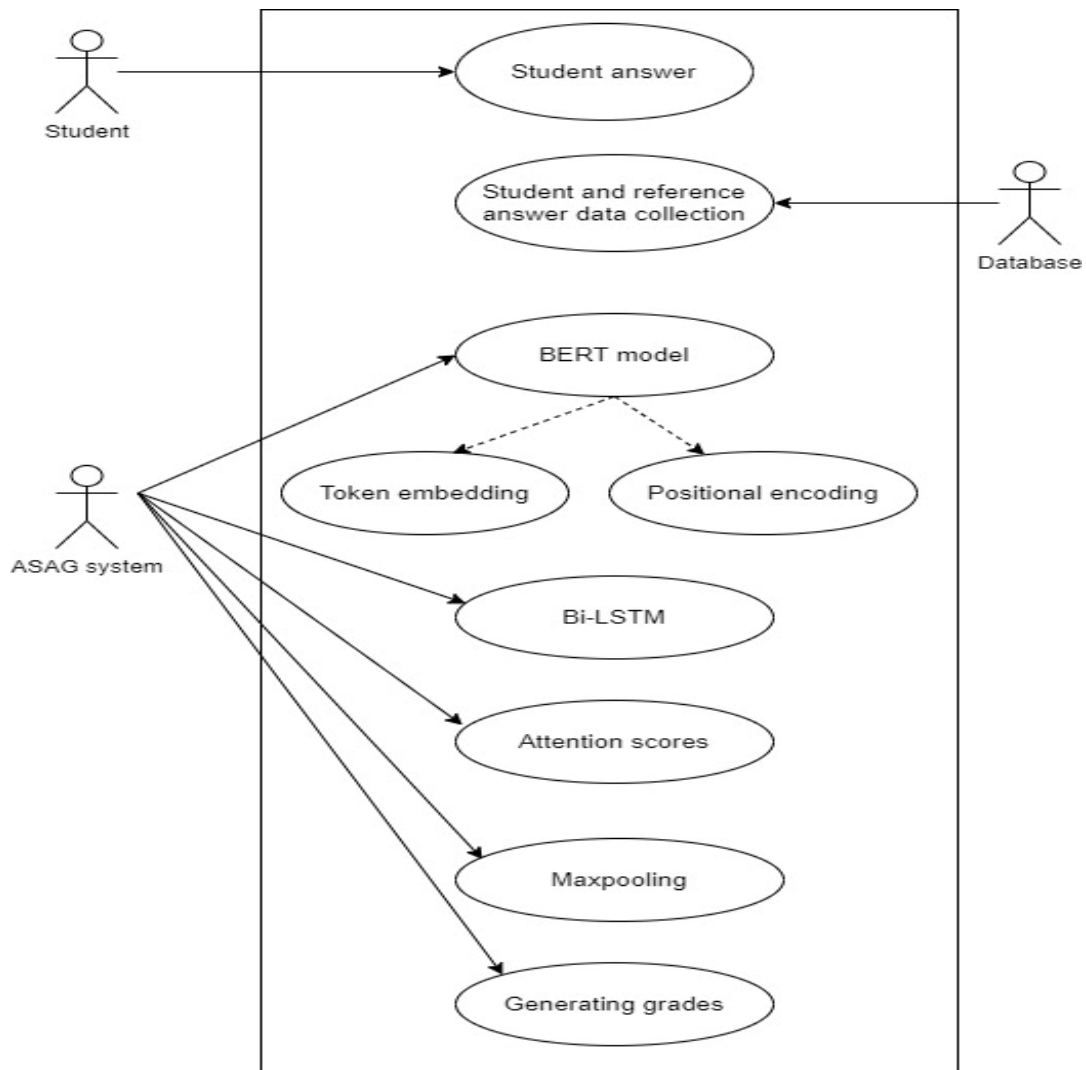 Student answer
Student
Student and reference
answer data collection
Database
BERT model
Token embedding
Positional encoding
ASAG system
Bi-LSTM
Attention scores
Maxpooling
Generating grades